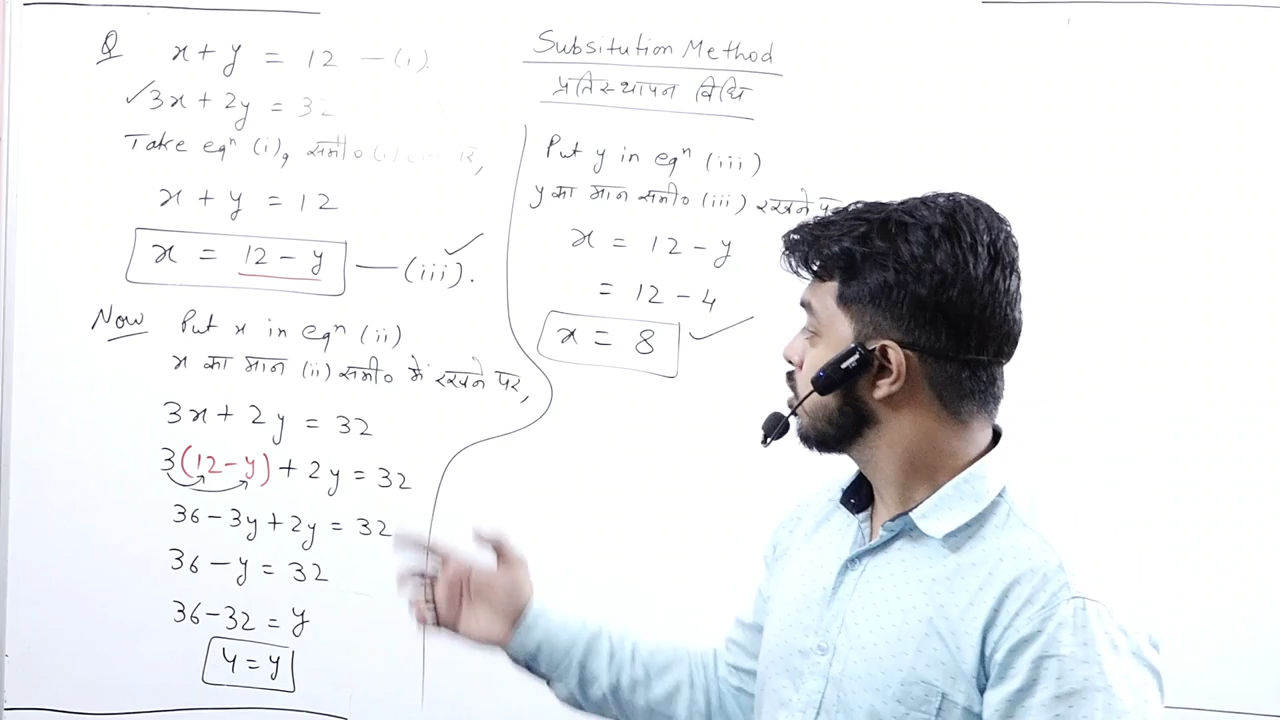 Q x + y = 12 — (i).
3x + 2y = 32
Take eqⁿ (i), समी० (i) पर,
x + y = 12
x = 12 - y — (iii).
Now Put x in eqⁿ (ii)
x का मान (ii) समी० में रखने पर,
3x + 2y = 32
3(12 - y) + 2y = 32
36 - 3y + 2y = 32
36 - y = 32
36 - 32 = y
4 = y
Subsitution Method
प्रतिस्थापन विधि
Put y in eqⁿ (iii)
y का मान समी० (iii) रखने
x = 12 - y
= 12 - 4
x = 8